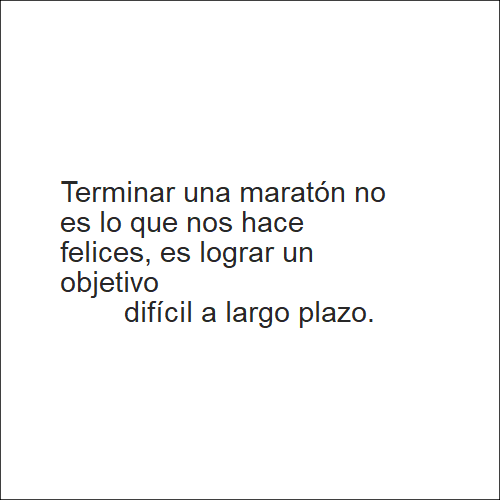 Terminar una maratón no
es lo que nos hace
felices, es lograr un
objetivo
difícil a largo plazo.